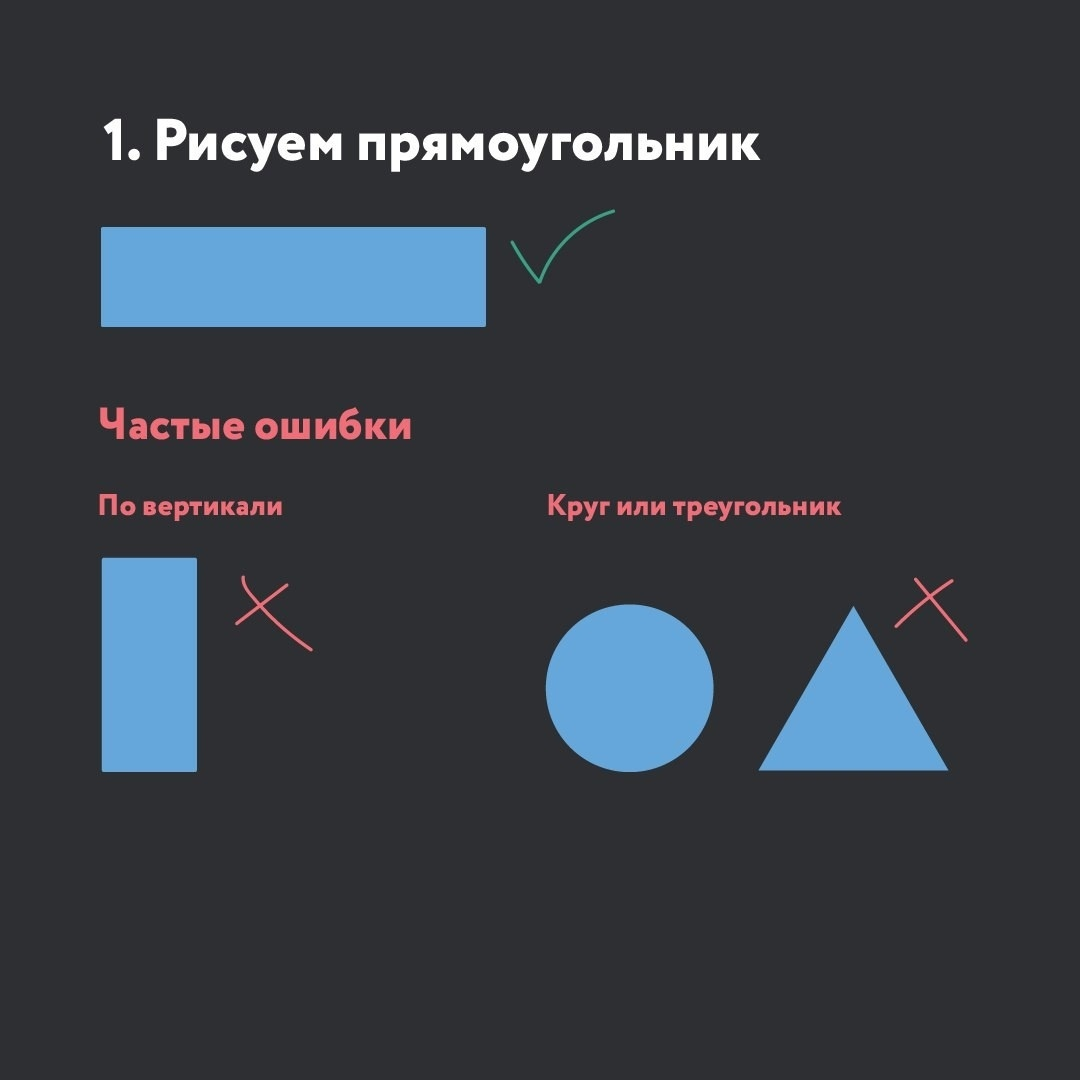 1. Рисуем прямоугольник
Частые ошибки
По вертикали
Круг или треугольник